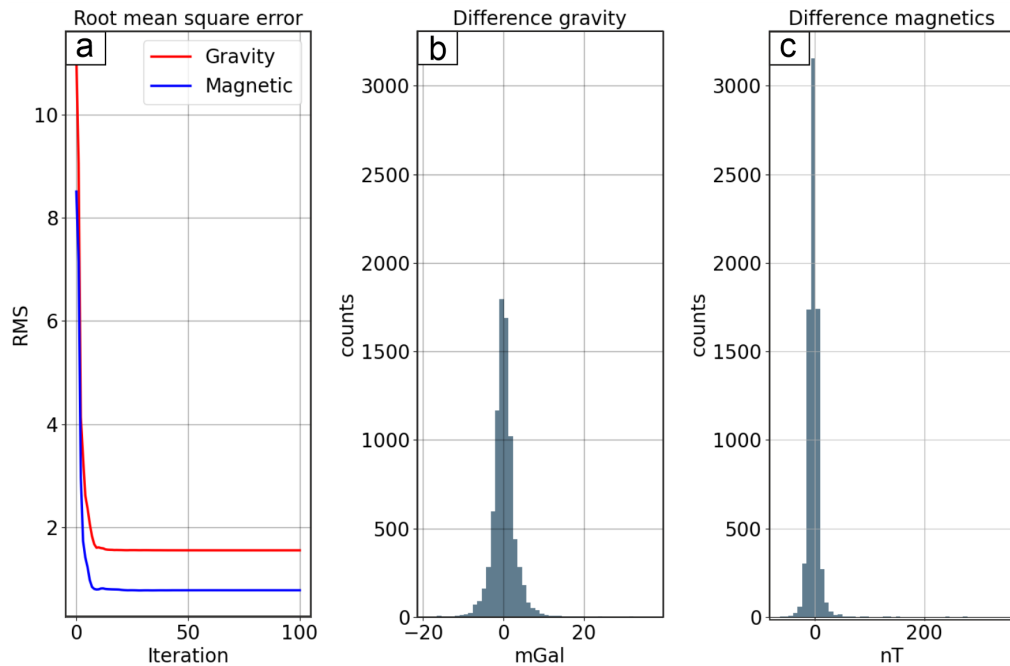 Root mean square error
a
Gravity
Magnetic
10
8
6
4
2
RMS
0
50
100
Iteration
Difference gravity
b
3000
2500
2000
1500
1000
500
0
counts
−20
0
20
mGal
Difference magnetics
c
3000
2500
2000
1500
1000
500
0
counts
0
200
nT